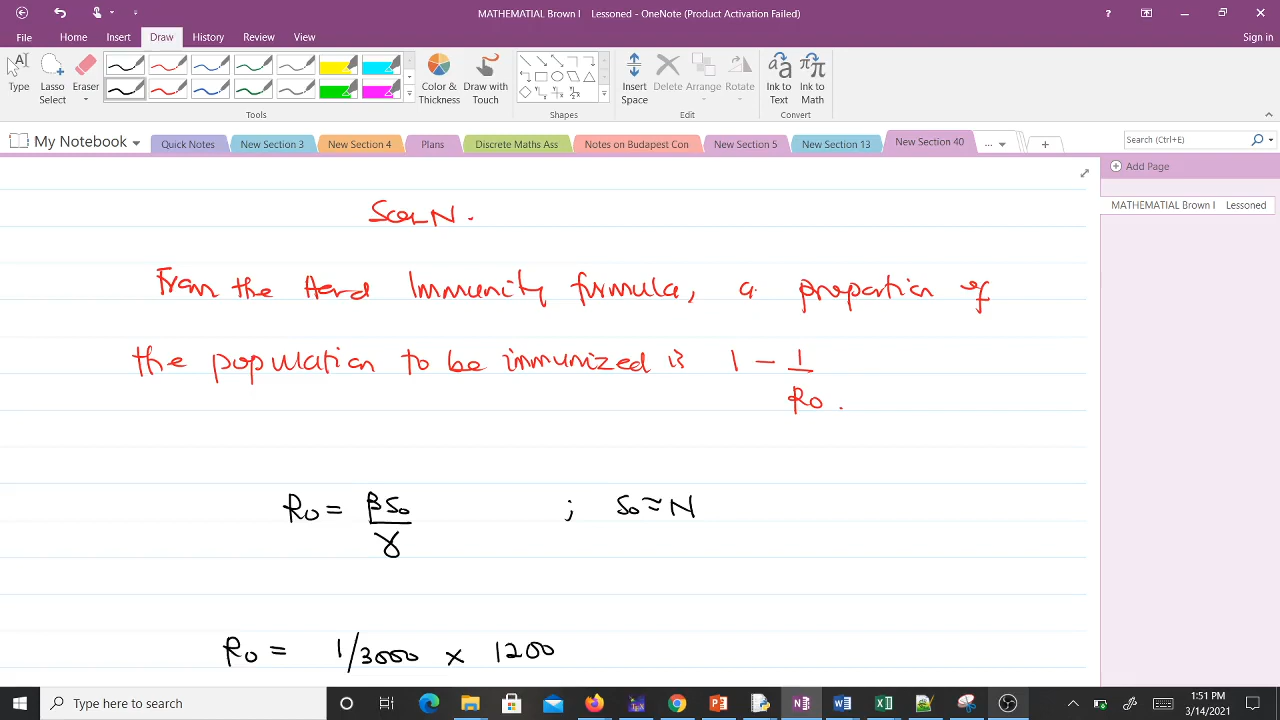 MATHEMATIAL Brown I Lessoned - OneNote (Product Activation Failed)
File Home Insert Draw History Review View Sign in
Type Lasso Select Eraser Color & Thickness Draw with Touch Insert Space Delete Arrange Rotate Ink to Text Ink to Math
Tools Shapes Edit Convert
My Notebook Quick Notes New Section 3 New Section 4 Plans Discrete Maths Ass Notes on Budapest Con New Section 5 New Section 13 New Section 40 ... Search (Ctrl+E)
Add Page
MATHEMATIAL Brown I Lessoned
From the Herd Immunity formula, a proportion of
the population to be immunized is 1 - 1/R0.
R0 = βS0/γ ; S0 ≈ N
R0 = 1/3000 × 1200
Type here to search
1:51 PM
3/14/2021